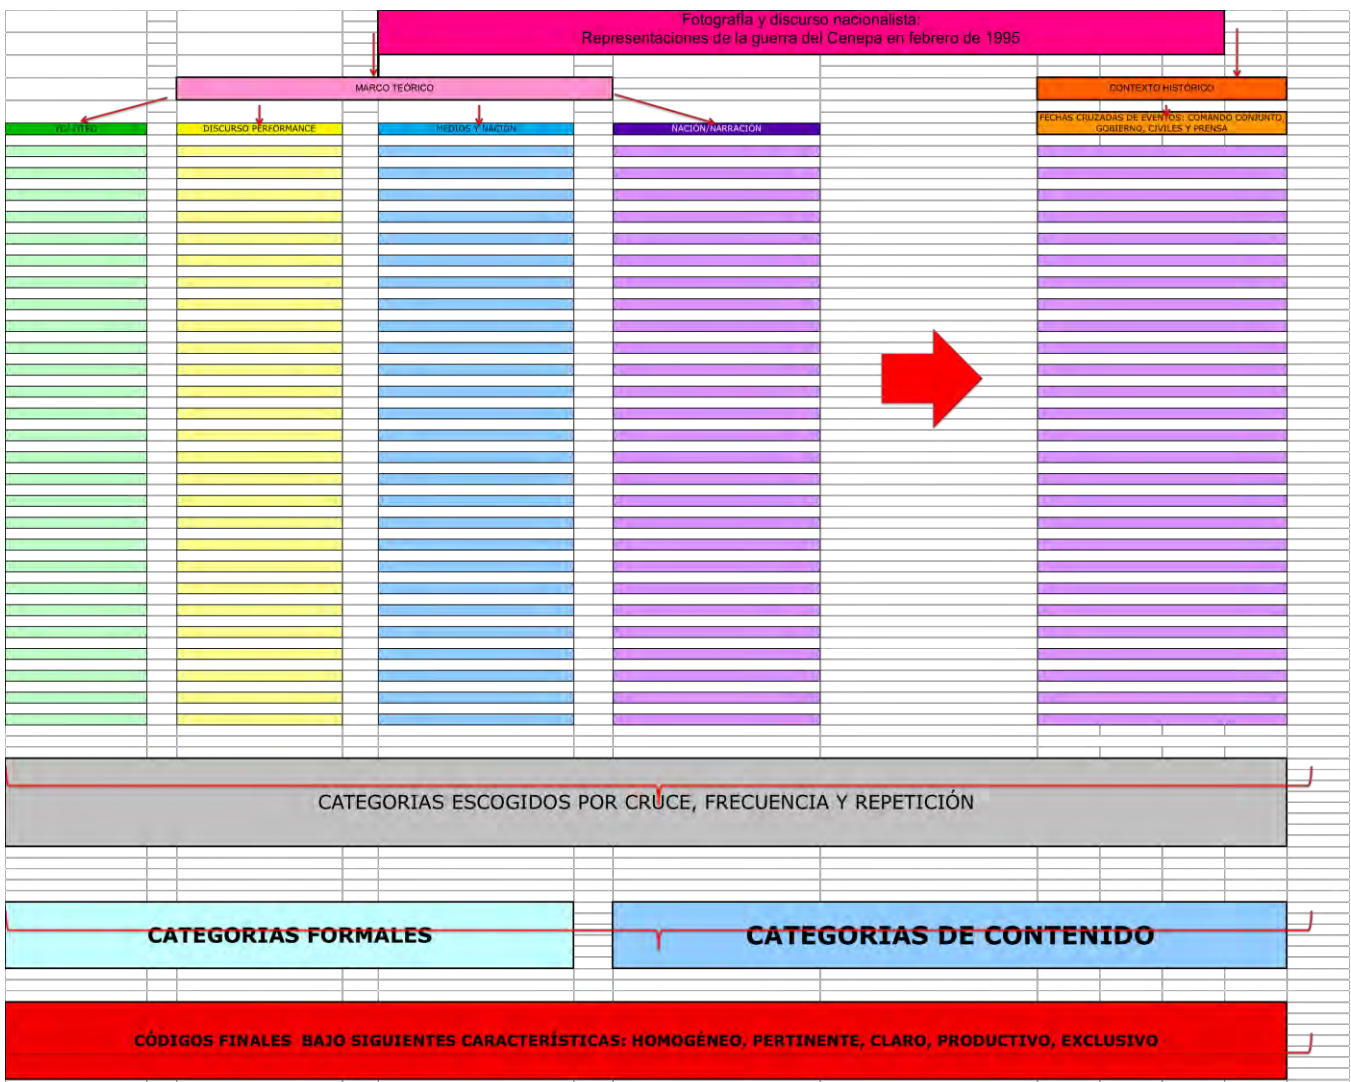 Fotografía y discurso nacionalista:
Representaciones de la guerra del Cenepa en febrero de 1995
MARCO TEÓRICO
CONTEXTO HISTÓRICO
DISCURSO PERFORMANCE
MEDIOS Y NACIÓN
NACIÓN/NARRACIÓN
FECHAS CRUZADAS DE EVENTOS: COMANDO CONJUNTO,
GOBIERNO, CIVILES Y PRENSA
CATEGORIAS ESCOGIDOS POR CRUCE, FRECUENCIA Y REPETICIÓN
CATEGORIAS FORMALES
CATEGORIAS DE CONTENIDO
CÓDIGOS FINALES BAJO SIGUIENTES CARACTERÍSTICAS: HOMOGÉNEO, PERTINENTE, CLARO, PRODUCTIVO, EXCLUSIVO